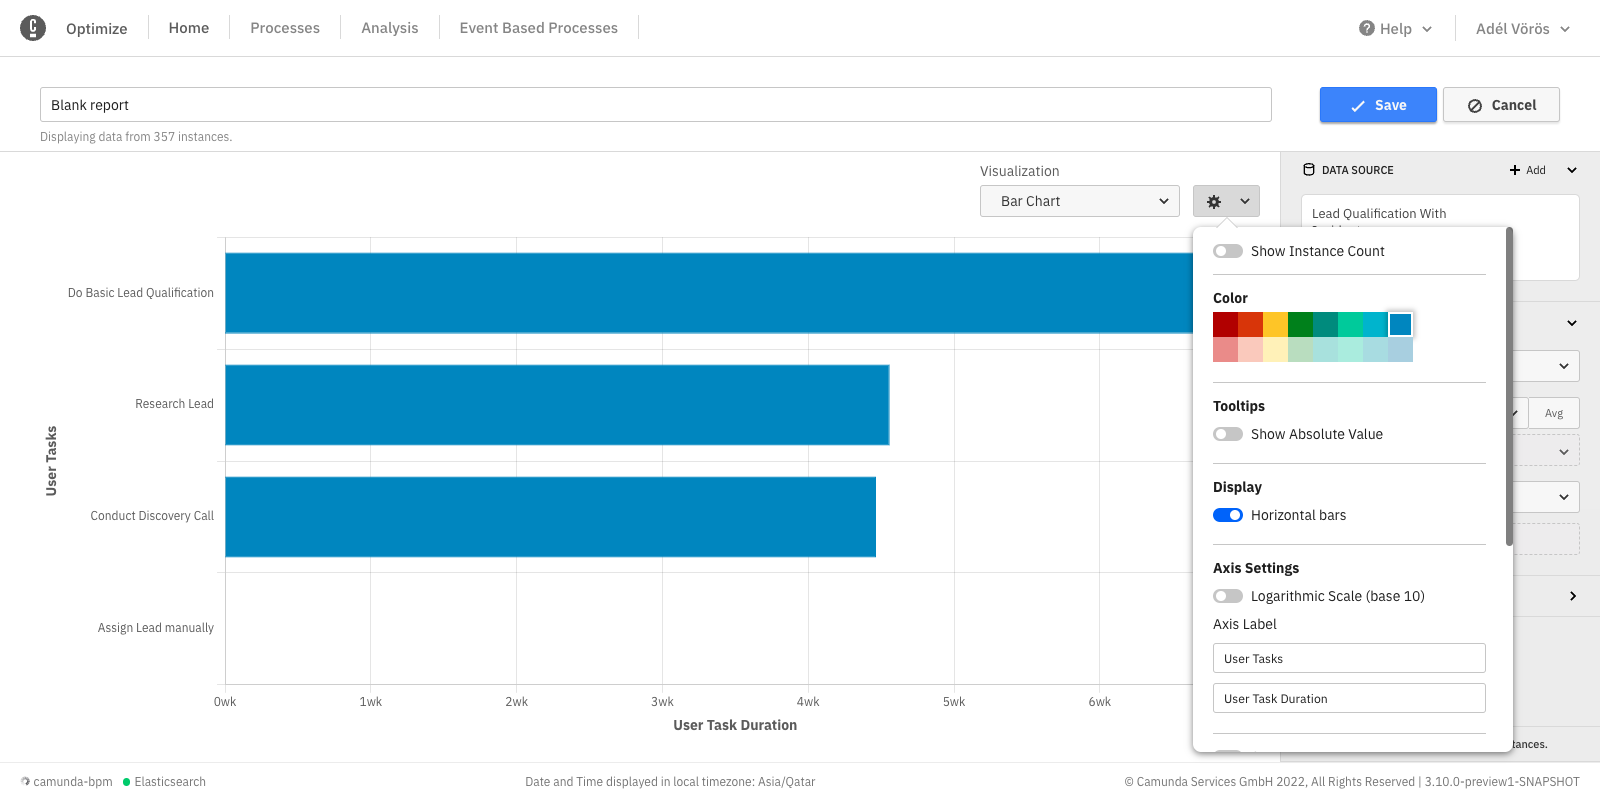 Optimize
Home
Processes
Analysis
Event Based Processes
Help
Adél Vörös
Blank report
Save
Cancel
Displaying data from 357 instances.
Visualization
Bar Chart
DATA SOURCE
Add
Lead Qualification With
Show Instance Count
Color
Tooltips
Show Absolute Value
Avg
Display
Horizontal bars
Axis Settings
Logarithmic Scale (base 10)
Axis Label
User Tasks
User Task Duration
User Tasks
Do Basic Lead Qualification
Research Lead
Conduct Discovery Call
Assign Lead manually
0wk
1wk
2wk
3wk
4wk
5wk
6wk
User Task Duration
camunda-bpm
Elasticsearch
Date and Time displayed in local timezone: Asia/Qatar
© Camunda Services GmbH 2022, All Rights Reserved | 3.10.0-preview1-SNAPSHOT